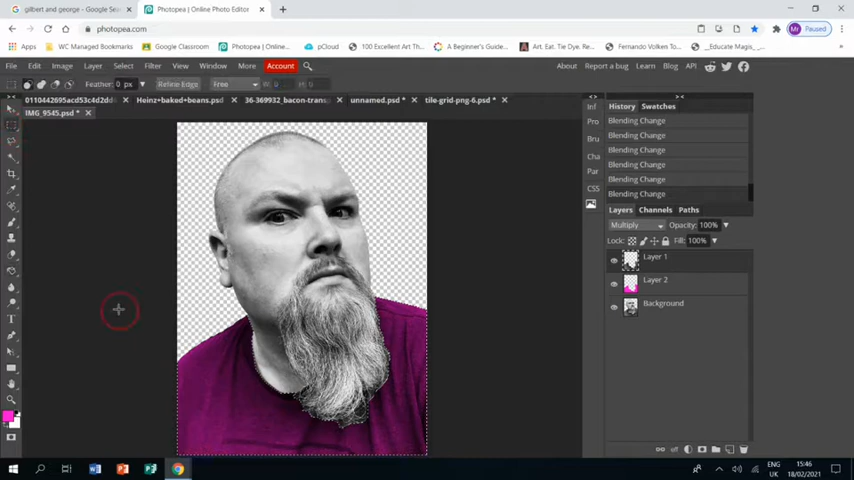 gilbert and george - Google Sea
Photopea | Online Photo Editor
photopea.com
Mr
Paused
Apps
WC Managed Bookmarks
Google Classroom
Photopea | Online...
pCloud
100 Excellent Art Th...
A Beginner's Guide...
Art. Eat. Tie Dye. Re...
Fernando Volken To...
__Educate Magis_...
File Edit Image Layer Select Filter View Window More Account
About Report a bug Learn Blog API
Feather: 0 px Refine Edge Free W: 0 H: 0
0110442695acd53c4d2dd Heinz+baked+beans.psd 36-369932_bacon-trans. unnamed.psd * tile-grid-png-6.psd *
IMG_9545.psd *
Inf
Pro
Bru
Cha
Par
CSS
History Swatches
Blending Change
Blending Change
Blending Change
Blending Change
Blending Change
Blending Change
Layers Channels Paths
Multiply Opacity: 100%
Lock: Fill: 100%
Layer 1
Layer 2
Background
eff
ENG
UK
15:46
18/02/2021